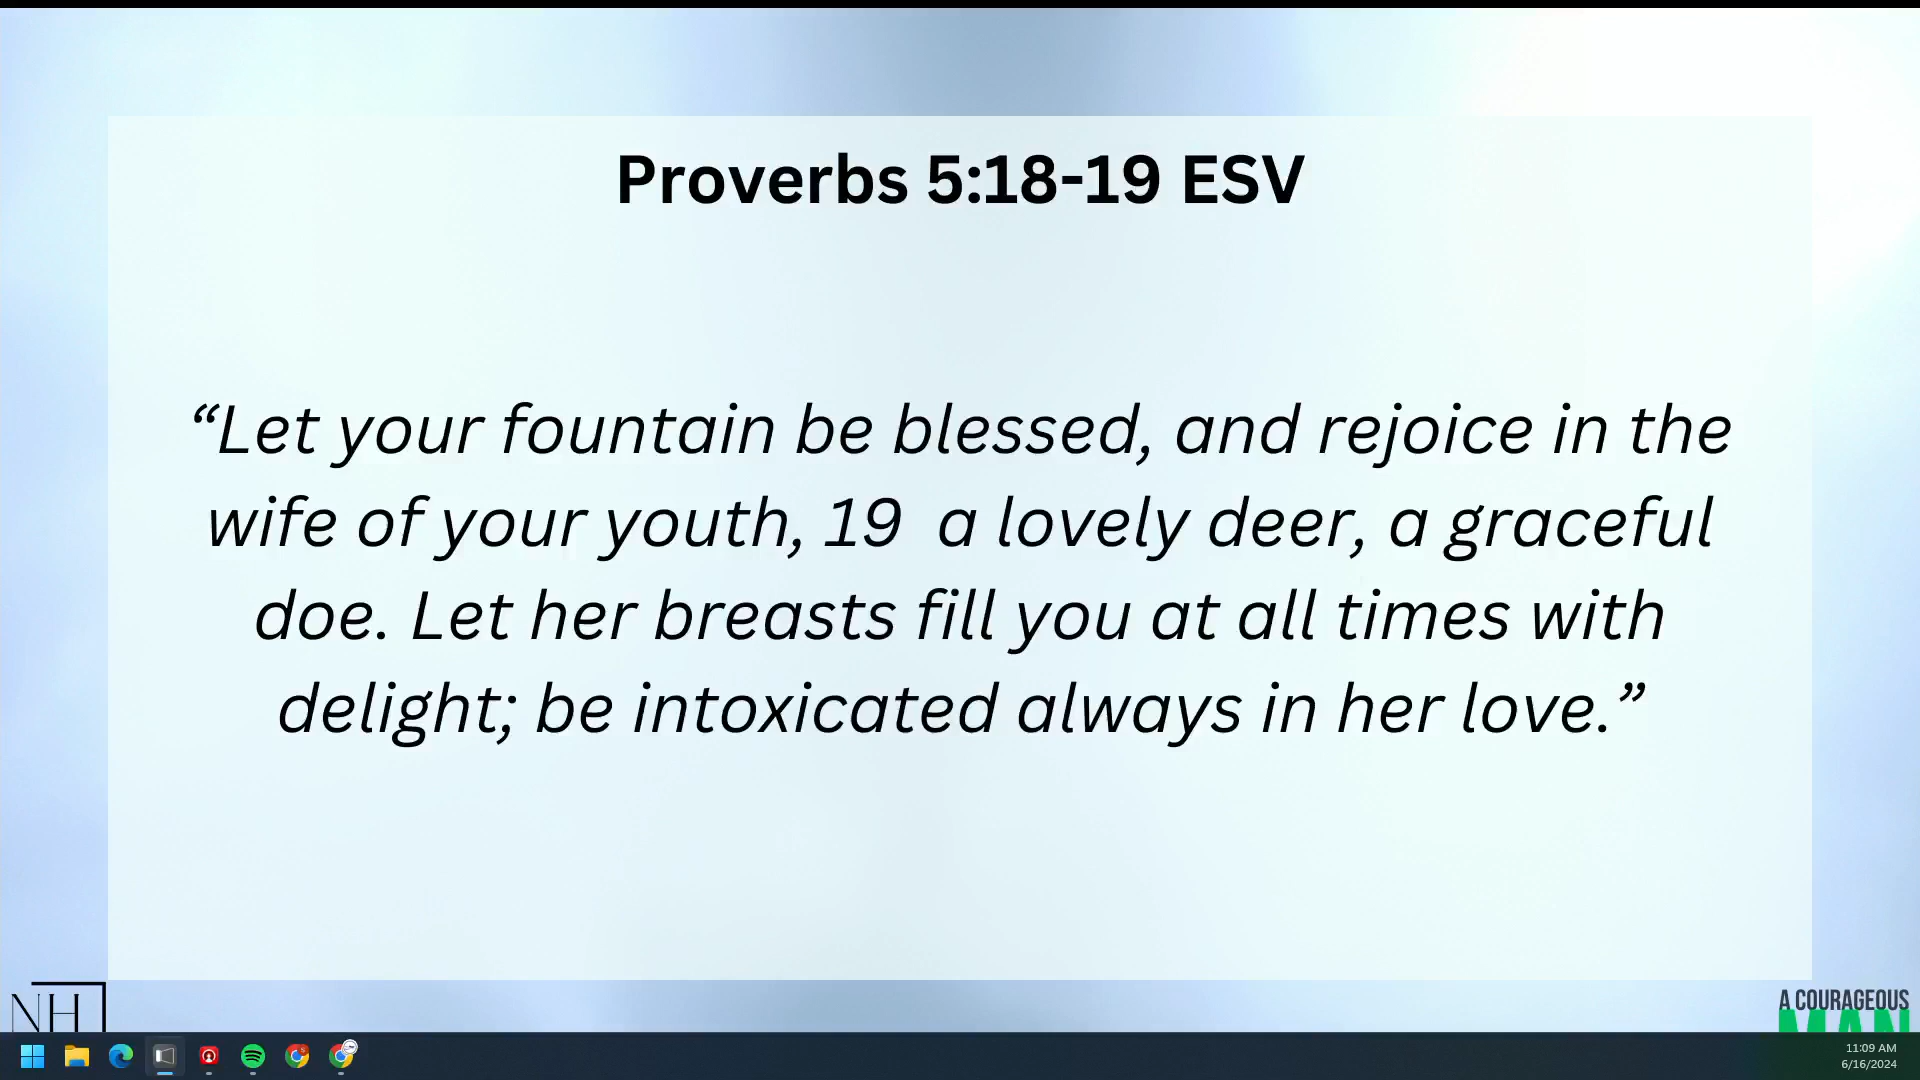 Proverbs 5:18-19 ESV
“Let your fountain be blessed, and rejoice in the
wife of your youth, 19 a lovely deer, a graceful
doe. Let her breasts fill you at all times with
delight; be intoxicated always in her love.”
NH
A COURAGEOUS
MAN
11:09 AM
6/16/2024